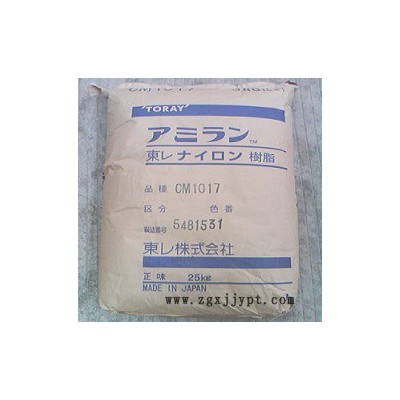 CM1017
'TORAY'
アミラン™
東レナイロン樹脂
品種 CM1017
区分 色番
製造番号 5481531
東レ株式会社
正味 25kg
MADE IN JAPAN
www.zgxjjypt.com